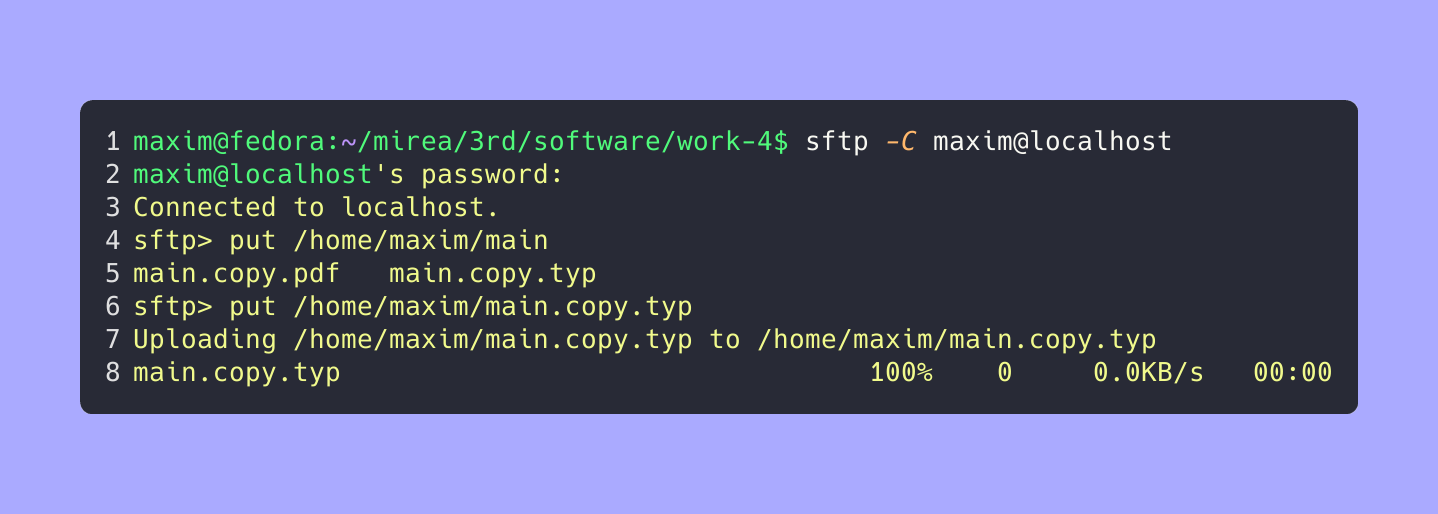 1 maxim@fedora:~/mirea/3rd/software/work-4$ sftp -C maxim@localhost
2 maxim@localhost's password:
3 Connected to localhost.
4 sftp> put /home/maxim/main
5 main.copy.pdf   main.copy.typ
6 sftp> put /home/maxim/main.copy.typ
7 Uploading /home/maxim/main.copy.typ to /home/maxim/main.copy.typ
8 main.copy.typ                                 100%    0     0.0KB/s   00:00